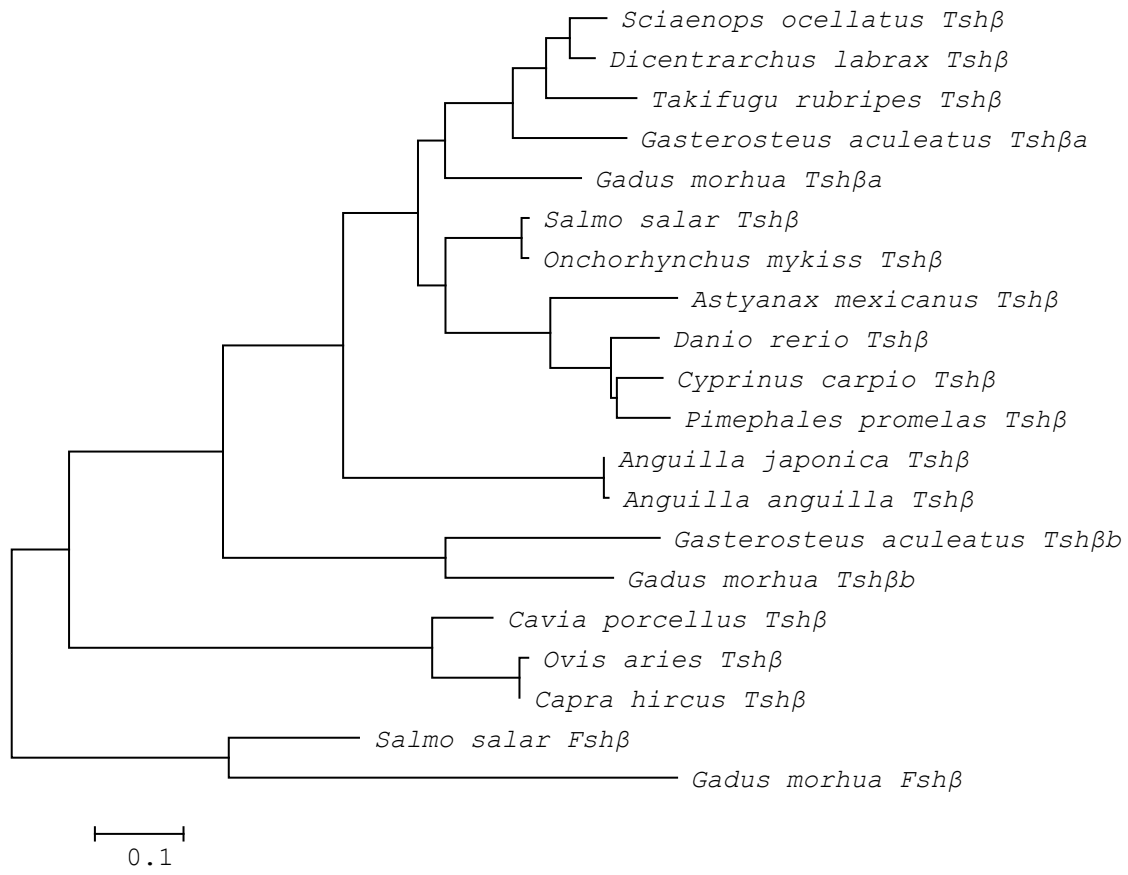 Sciaenops ocellatus Tshβ
Dicentrarchus labrax Tshβ
Takifugu rubripes Tshβ
Gasterosteus aculeatus Tshβa
Gadus morhua Tshβa
Salmo salar Tshβ
Onchorhynchus mykiss Tshβ
Astyanax mexicanus Tshβ
Danio rerio Tshβ
Cyprinus carpio Tshβ
Pimephales promelas Tshβ
Anguilla japonica Tshβ
Anguilla anguilla Tshβ
Gasterosteus aculeatus Tshβb
Gadus morhua Tshβb
Cavia porcellus Tshβ
Ovis aries Tshβ
Capra hircus Tshβ
Salmo salar Fshβ
Gadus morhua Fshβ
0.1